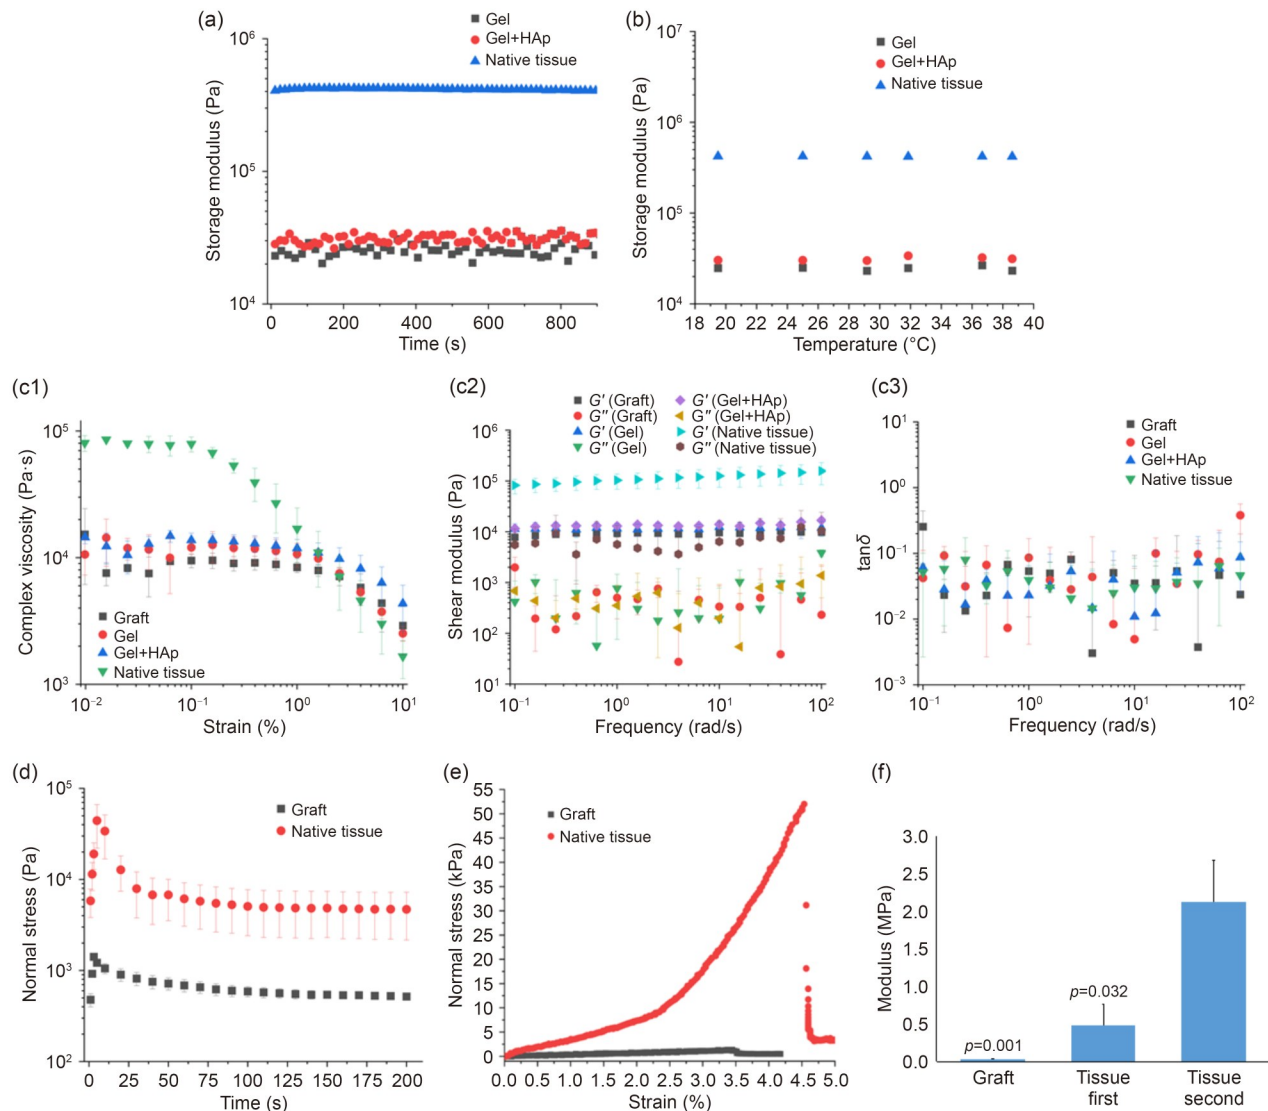 (a)
Gel
Gel+HAp
Native tissue
10⁶
10⁵
10⁴
Storage modulus (Pa)
0 200 400 600 800
Time (s)
(b)
Gel
Gel+HAp
Native tissue
10⁷
10⁶
10⁵
10⁴
Storage modulus (Pa)
18 20 22 24 26 28 30 32 34 36 38 40
Temperature (°C)
(c1)
10⁵
10⁴
10³
Complex viscosity (Pa·s)
Graft
Gel
Gel+HAp
Native tissue
10⁻² 10⁻¹ 10⁰ 10¹
Strain (%)
(c2)
G′ (Graft) G′ (Gel+HAp)
G″ (Graft) G″ (Gel+HAp)
G′ (Gel) G′ (Native tissue)
G″ (Gel) G″ (Native tissue)
10⁶
10⁵
10⁴
10³
10²
10¹
Shear modulus (Pa)
10⁻¹ 10⁰ 10¹ 10²
Frequency (rad/s)
(c3)
Graft
Gel
Gel+HAp
Native tissue
10¹
10⁰
10⁻¹
10⁻²
10⁻³
tanδ
10⁻¹ 10⁰ 10¹ 10²
Frequency (rad/s)
(d)
Graft
Native tissue
10⁵
10⁴
10³
10²
Normal stress (Pa)
0 25 50 75 100 125 150 175 200
Time (s)
(e)
Graft
Native tissue
55
50
45
40
35
30
25
20
15
10
5
0
Normal stress (kPa)
0.0 0.5 1.0 1.5 2.0 2.5 3.0 3.5 4.0 4.5 5.0
Strain (%)
(f)
3.0
2.5
2.0
1.5
1.0
0.5
0.0
Modulus (MPa)
p=0.001
p=0.032
Graft Tissue Tissue
first second